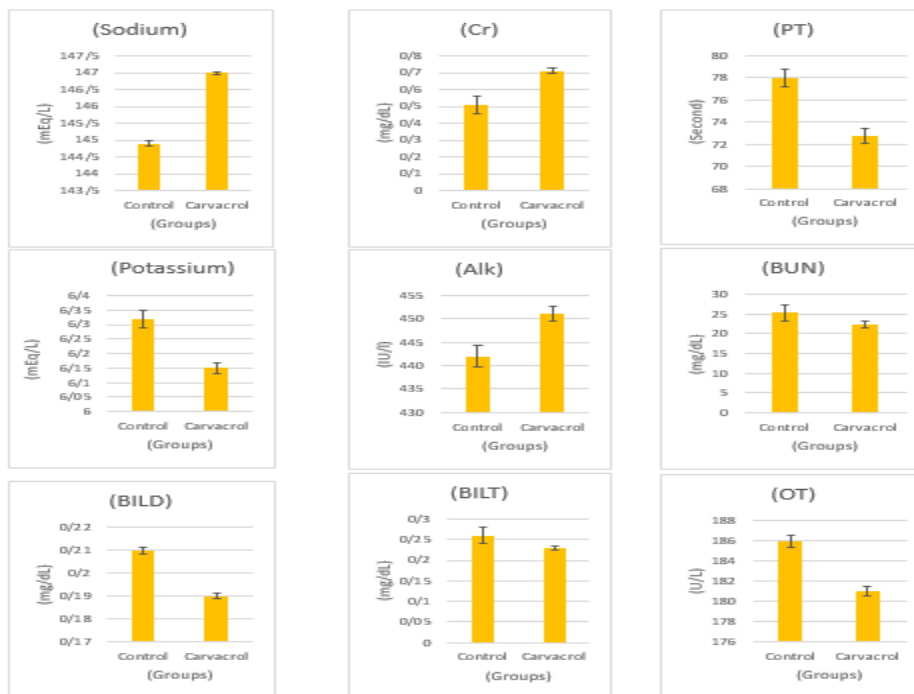 (Sodium)
147/5
147
146/5
146
145/5
145
144/5
144
143/5
(mEq/L)
Control Carvacrol
(Groups)
(Cr)
0/8
0/7
0/6
0/5
0/4
0/3
0/2
0/1
0
(mg/dL)
Control Carvacrol
(Groups)
(PT)
80
78
76
74
72
70
68
(Second)
Control Carvacrol
(Groups)
(Potassium)
6/4
6/35
6/3
6/25
6/2
6/15
6/1
6/05
6
(mEq/L)
Control Carvacrol
(Groups)
(Alk)
455
450
445
440
435
430
(IU/l)
Control Carvacrol
(Groups)
(BUN)
30
25
20
15
10
5
0
(mg/dL)
Control Carvacrol
(Groups)
(BILD)
0/22
0/21
0/2
0/19
0/18
0/17
(mg/dL)
Control Carvacrol
(Groups)
(BILT)
0/3
0/25
0/2
0/15
0/1
0/05
0
(mg/dL)
Control Carvacrol
(Groups)
(OT)
188
186
184
182
180
178
176
(U/L)
Control Carvacrol
(Groups)